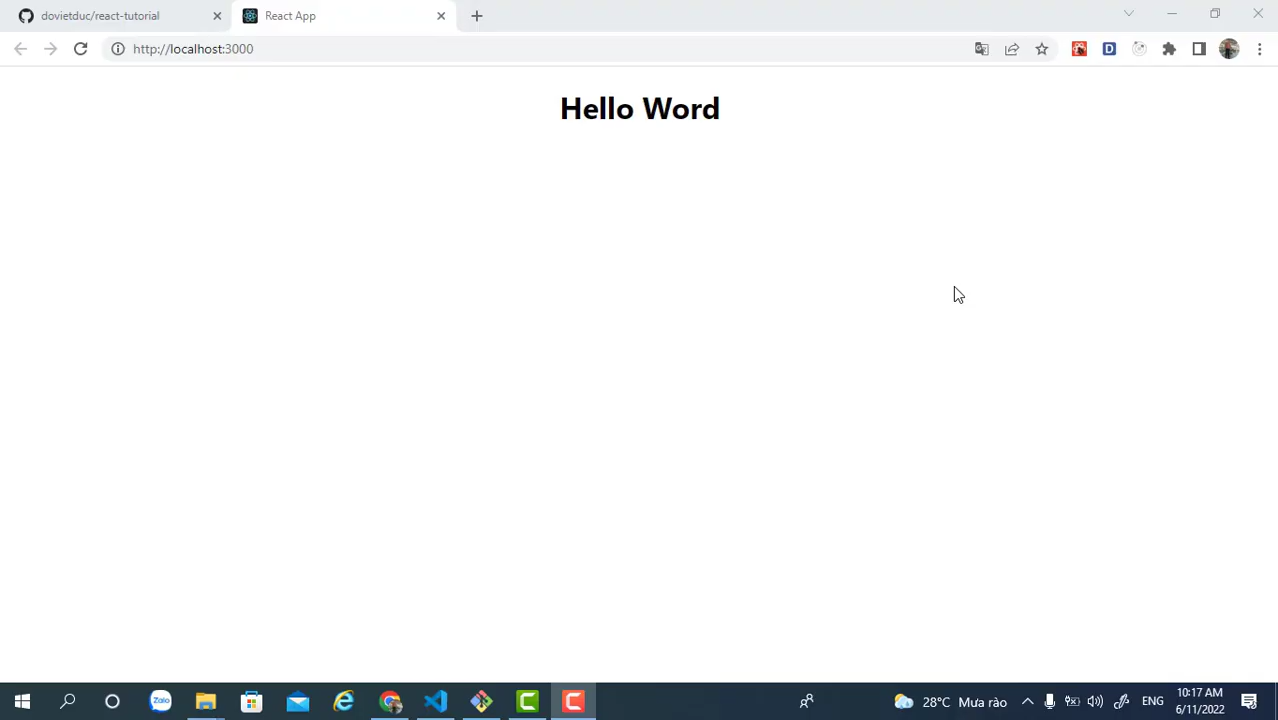 dovietduc/react-tutorial
React App
http://localhost:3000
D
Hello Word
Zalo
28°C Mưa rào
ENG
10:17 AM
6/11/2022